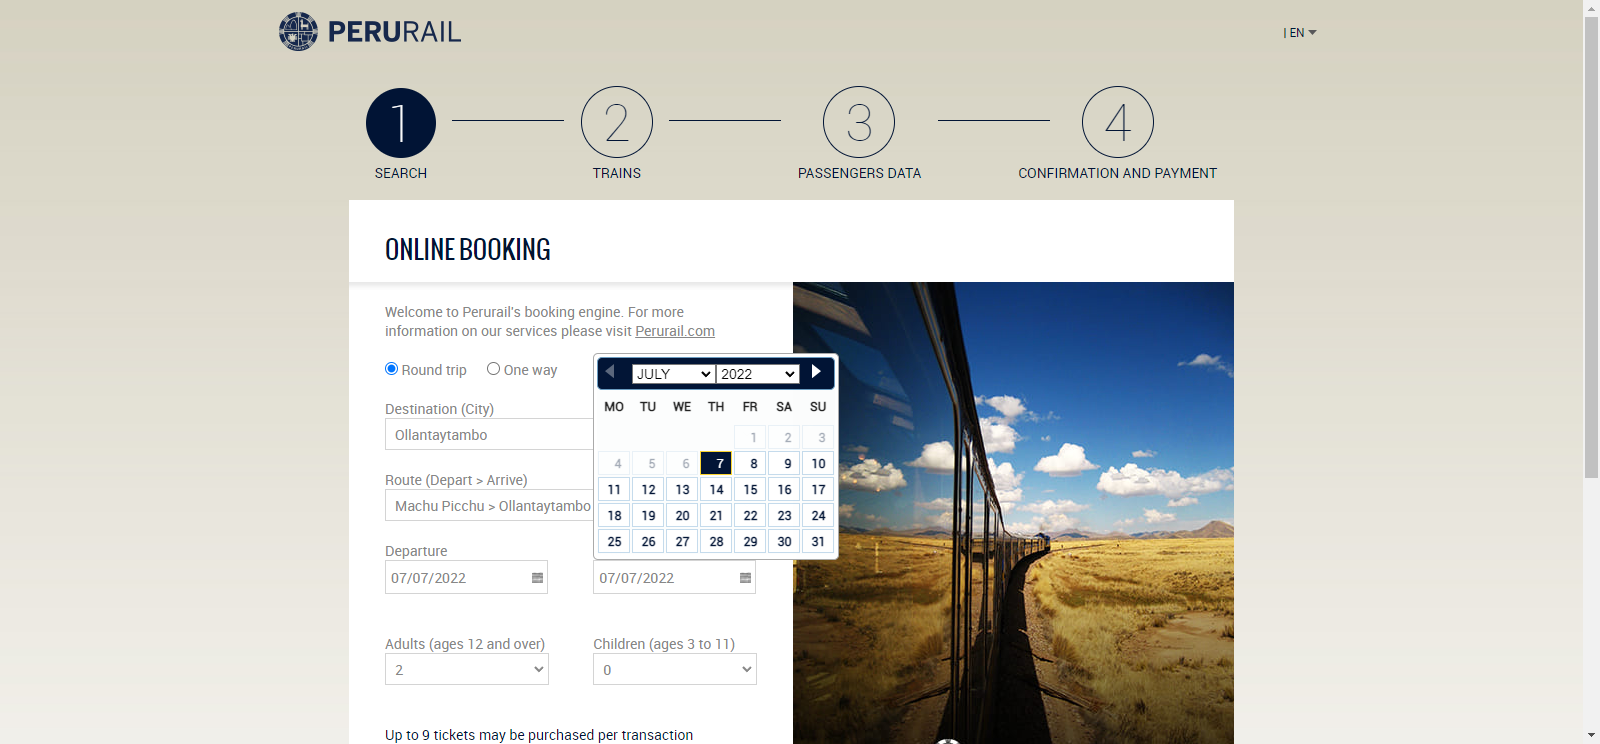 PERURAIL
| EN
1
2
3
4
SEARCH
TRAINS
PASSENGERS DATA
CONFIRMATION AND PAYMENT
ONLINE BOOKING
Welcome to Perurail's booking engine. For more
information on our services please visit Perurail.com
Round trip
One way
Destination (City)
Ollantaytambo
Route (Depart > Arrive)
Machu Picchu > Ollantaytambo
JULY 2022
MO TU WE TH FR SA SU
1 2 3
4 5 6 7 8 9 10
11 12 13 14 15 16 17
18 19 20 21 22 23 24
25 26 27 28 29 30 31
Departure
07/07/2022
07/07/2022
Adults (ages 12 and over)
Children (ages 3 to 11)
2
0
Up to 9 tickets may be purchased per transaction